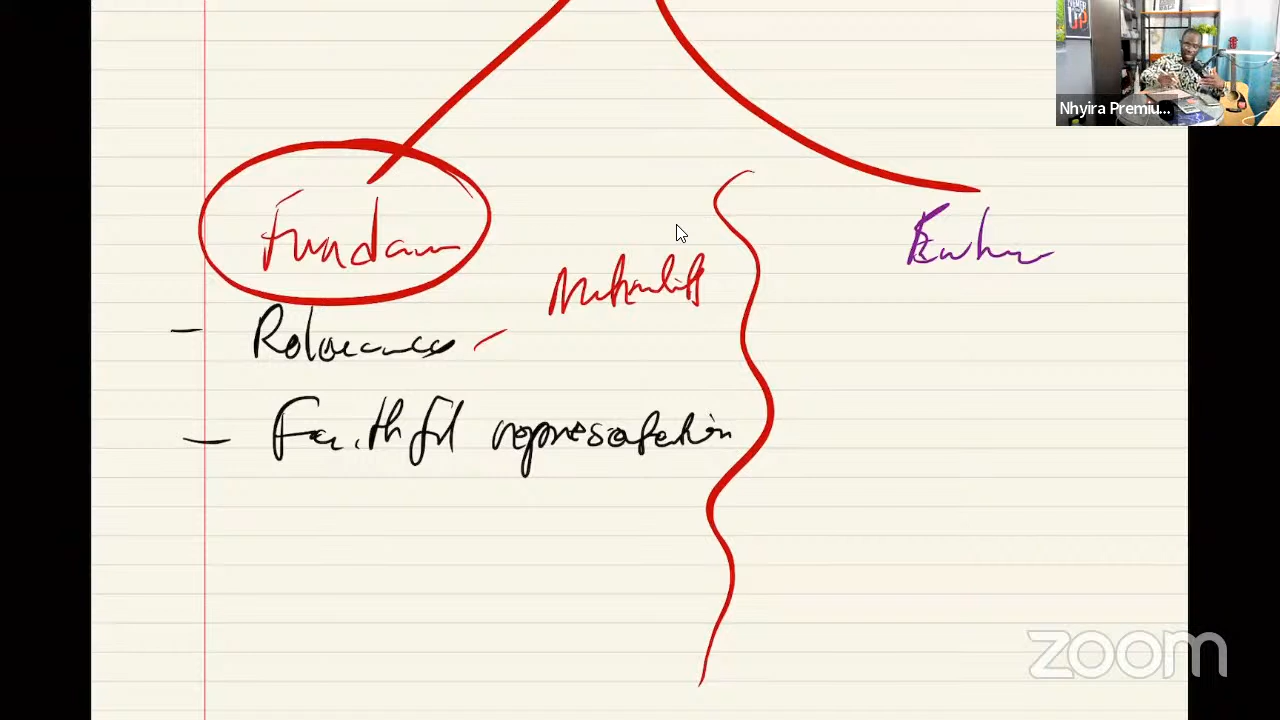 Nhyira Premiu...
Fundam
- Relevance
- Faithful representation
zoom